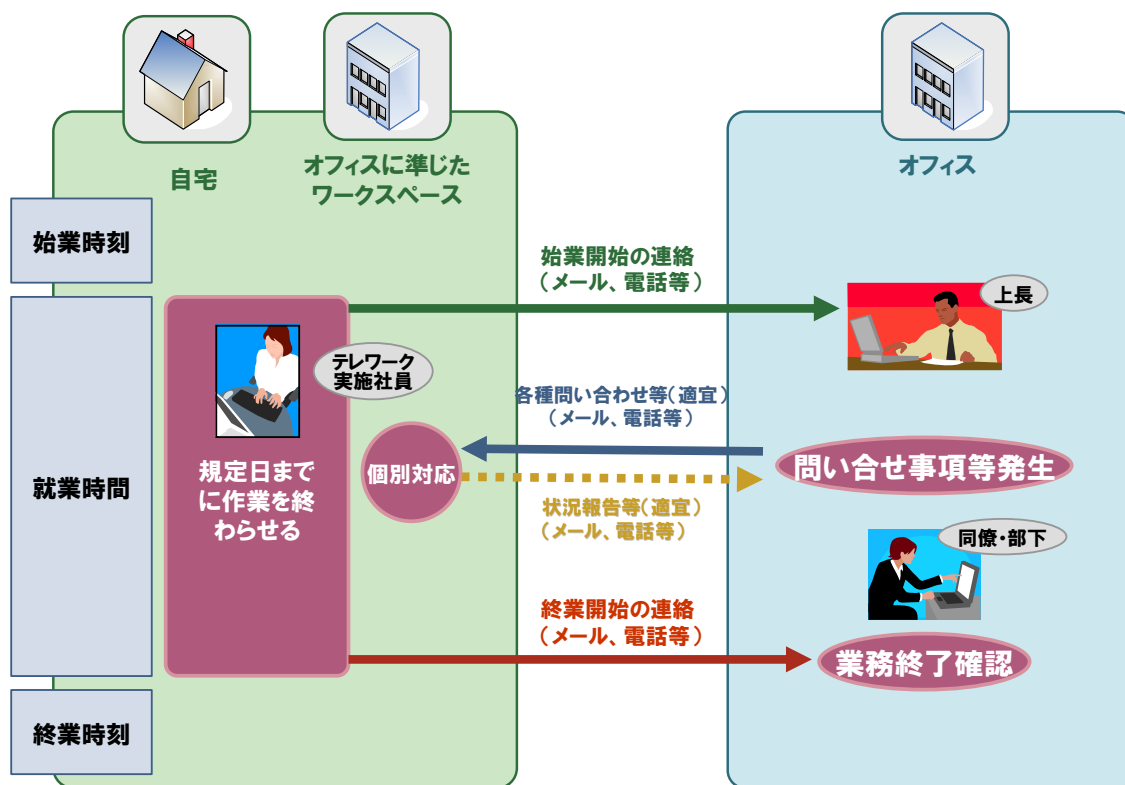 自宅
オフィスに準じた
ワークスペース
オフィス
始業時刻
始業開始の連絡
(メール、電話等)
上長
テレワーク
実施社員
各種問い合わせ等(適宜)
(メール、電話等)
就業時間
規定日まで
に作業を終
わらせる
個別対応
問い合せ事項等発生
状況報告等(適宜)
(メール、電話等)
同僚・部下
終業開始の連絡
(メール、電話等)
業務終了確認
終業時刻